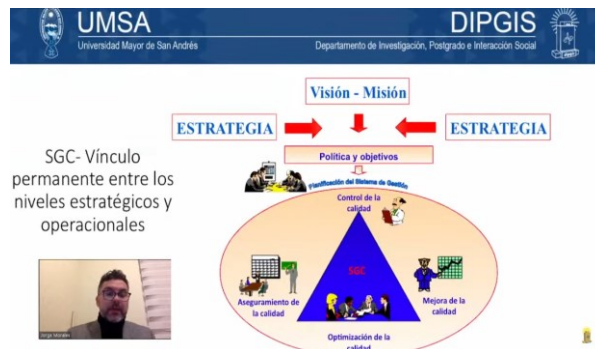 UMSA
Universidad Mayor de San Andrés
DIPGIS
Departamento de Investigación, Postgrado e Interacción Social
Visión - Misión
ESTRATEGIA
ESTRATEGIA
Política y objetivos
Planificación del Sistema de Gestión
SGC- Vínculo
permanente entre los
niveles estratégicos y
operacionales
Control de la
calidad
SGC
Aseguramiento de
la calidad
Mejora de la
calidad
Optimización de la
calidad
Jorge Morales